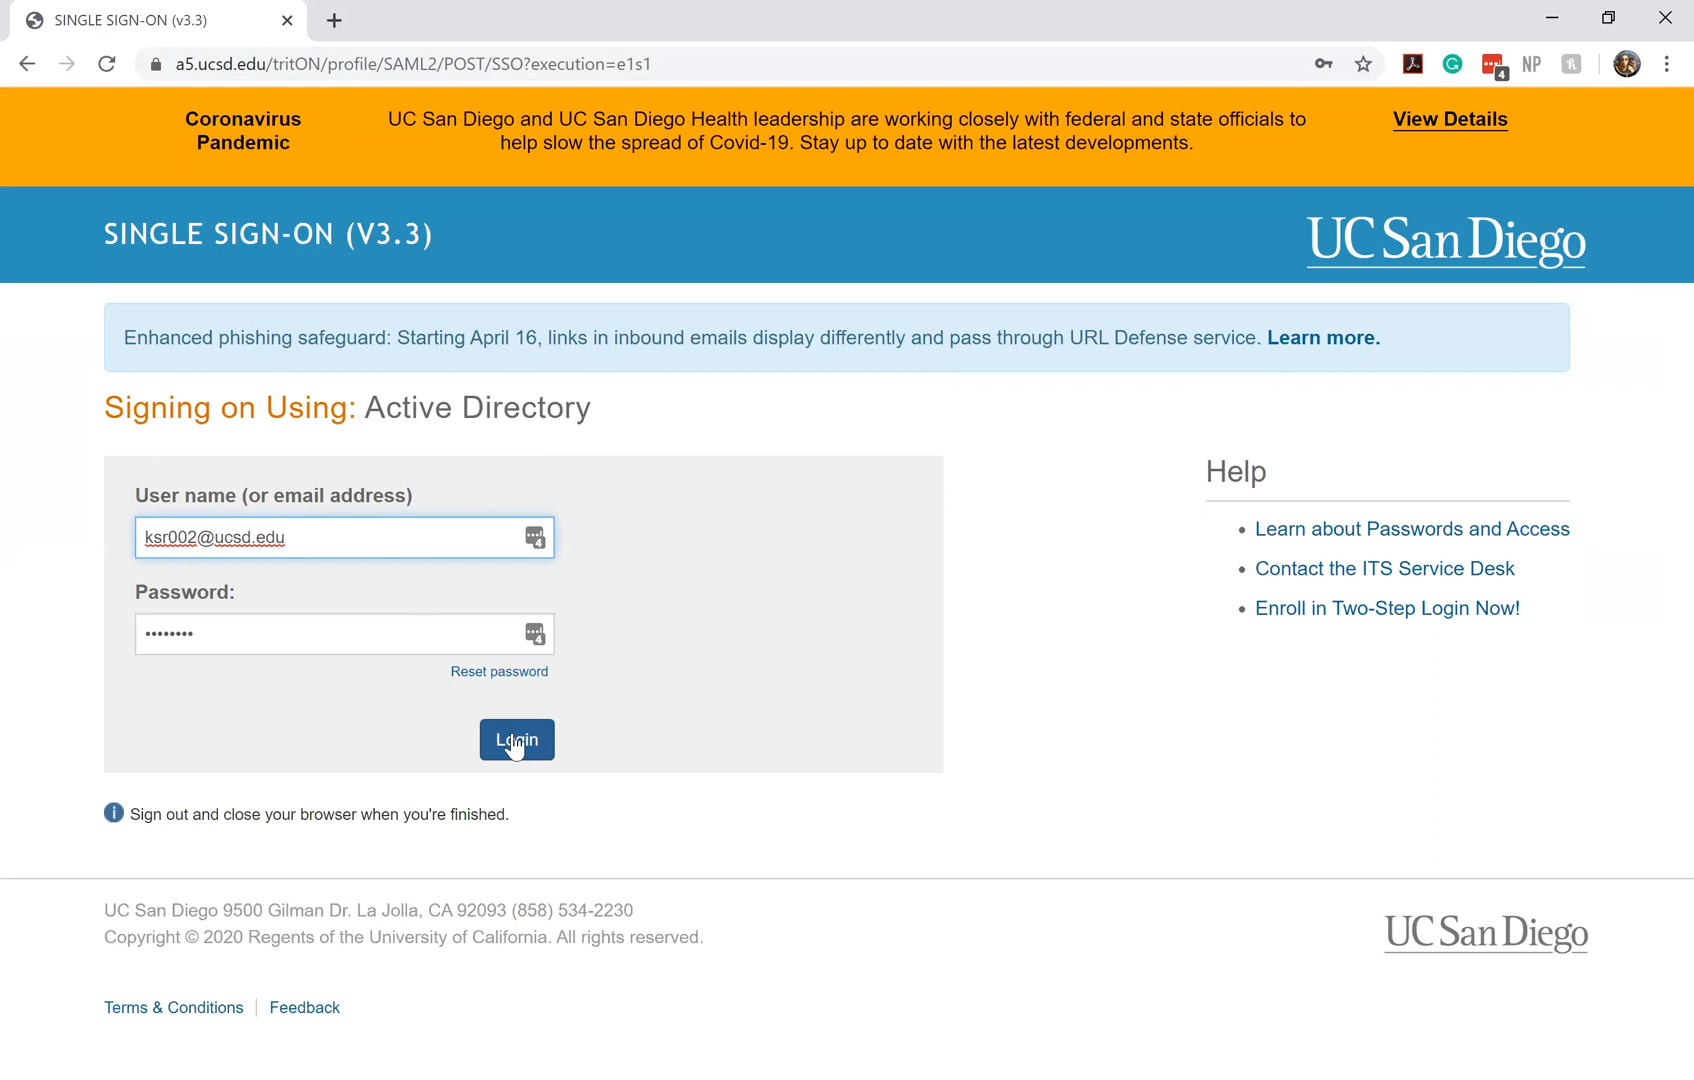 SINGLE SIGN-ON (v3.3)
a5.ucsd.edu/tritON/profile/SAML2/POST/SSO?execution=e1s1
4
NP
Coronavirus
Pandemic
UC San Diego and UC San Diego Health leadership are working closely with federal and state officials to
help slow the spread of Covid-19. Stay up to date with the latest developments.
View Details
SINGLE SIGN-ON (V3.3)
UC San Diego
Enhanced phishing safeguard: Starting April 16, links in inbound emails display differently and pass through URL Defense service. Learn more.
Signing on Using: Active Directory
User name (or email address)
ksr002@ucsd.edu
4
Password:
••••••••
4
Reset password
Login
Help
• Learn about Passwords and Access
• Contact the ITS Service Desk
• Enroll in Two-Step Login Now!
i Sign out and close your browser when you're finished.
UC San Diego 9500 Gilman Dr. La Jolla, CA 92093 (858) 534-2230
Copyright © 2020 Regents of the University of California. All rights reserved.
UC San Diego
Terms & Conditions | Feedback